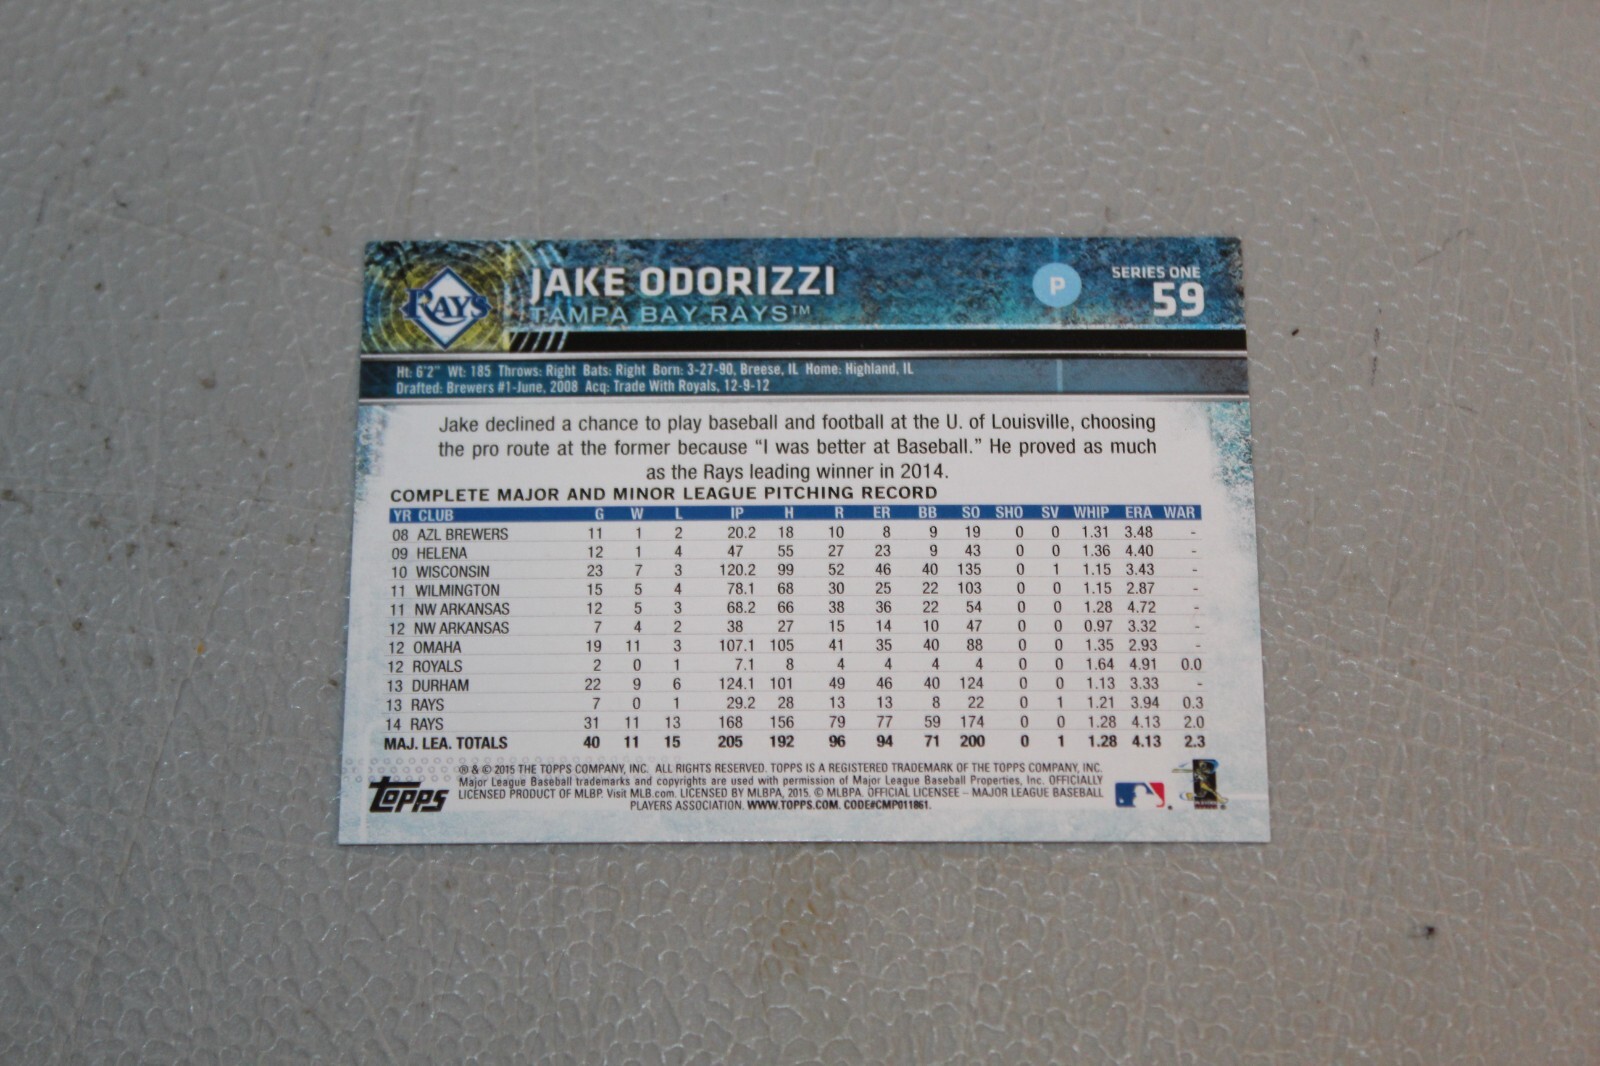 RAYS
JAKE ODORIZZI
TAMPA BAY RAYS™
P
SERIES ONE
59
Ht: 6'2" Wt: 185 Throws: Right Bats: Right Born: 3-27-90, Breese, IL Home: Highland, IL
Drafted: Brewers #1-June, 2008 Acq: Trade With Royals, 12-9-12
Jake declined a chance to play baseball and football at the U. of Louisville, choosing
the pro route at the former because “I was better at Baseball.” He proved as much
as the Rays leading winner in 2014.
COMPLETE MAJOR AND MINOR LEAGUE PITCHING RECORD
YR CLUB G W L IP H R ER BB SO SHO SV WHIP ERA WAR
08 AZL BREWERS 11 1 2 20.2 18 10 8 9 19 0 0 1.31 3.48 -
09 HELENA 12 1 4 47 55 27 23 9 43 0 0 1.36 4.40 -
10 WISCONSIN 23 7 3 120.2 99 52 46 40 135 0 1 1.15 3.43 -
11 WILMINGTON 15 5 4 78.1 68 30 25 22 103 0 0 1.15 2.87 -
11 NW ARKANSAS 12 5 3 68.2 66 38 36 22 54 0 0 1.28 4.72 -
12 NW ARKANSAS 7 4 2 38 27 15 14 10 47 0 0 0.97 3.32 -
12 OMAHA 19 11 3 107.1 105 41 35 40 88 0 0 1.35 2.93 -
12 ROYALS 2 0 1 7.1 8 4 4 4 4 0 0 1.64 4.91 0.0
13 DURHAM 22 9 6 124.1 101 49 46 40 124 0 0 1.13 3.33 -
13 RAYS 7 0 1 29.2 28 13 13 8 22 0 1 1.21 3.94 0.3
14 RAYS 31 11 13 168 156 79 77 59 174 0 0 1.28 4.13 2.0
MAJ. LEA. TOTALS 40 11 15 205 192 96 94 71 200 0 1 1.28 4.13 2.3
TOPPS
® & © 2015 THE TOPPS COMPANY, INC. ALL RIGHTS RESERVED. TOPPS IS A REGISTERED TRADEMARK OF THE TOPPS COMPANY, INC.
Major League Baseball trademarks and copyrights are used with permission of Major League Baseball Properties, Inc. OFFICIALLY
LICENSED PRODUCT OF MLBP. Visit MLB.com. LICENSED BY MLBPA, 2015. © MLBPA. OFFICIAL LICENSEE – MAJOR LEAGUE BASEBALL
PLAYERS ASSOCIATION. WWW.TOPPS.COM. CODE#CMP011861.